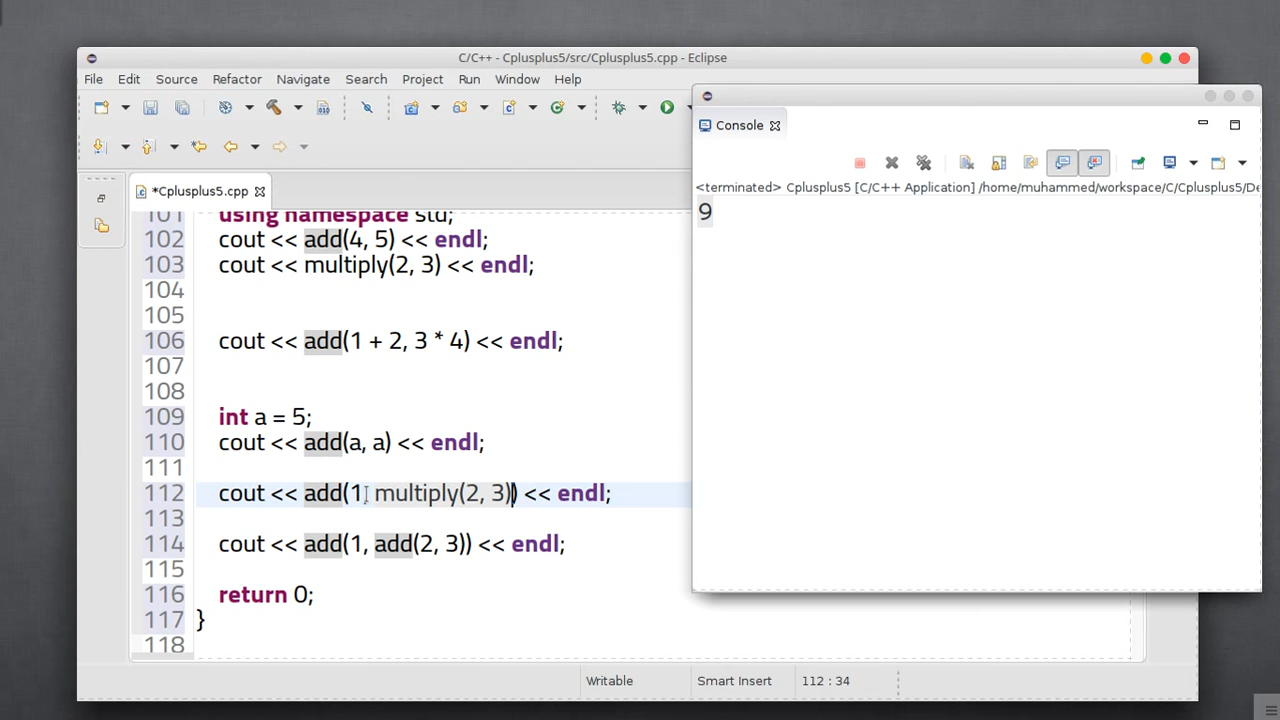 C/C++ - Cplusplus5/src/Cplusplus5.cpp - Eclipse
File Edit Source Refactor Navigate Search Project Run Window Help
010
*Cplusplus5.cpp
101 using namespace std;
102 cout << add(4, 5) << endl;
103 cout << multiply(2, 3) << endl;
104
105
106 cout << add(1 + 2, 3 * 4) << endl;
107
108
109 int a = 5;
110 cout << add(a, a) << endl;
111
112 cout << add(1, multiply(2, 3)) << endl;
113
114 cout << add(1, add(2, 3)) << endl;
115
116 return 0;
117 }
118
Writable Smart Insert 112 : 34
Console
<terminated> Cplusplus5 [C/C++ Application] /home/muhammed/workspace/C/Cplusplus5/De
9